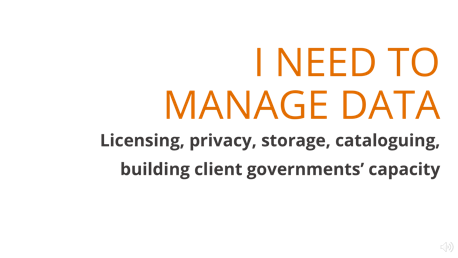 I NEED TO
MANAGE DATA
Licensing, privacy, storage, cataloguing,
building client governments’ capacity